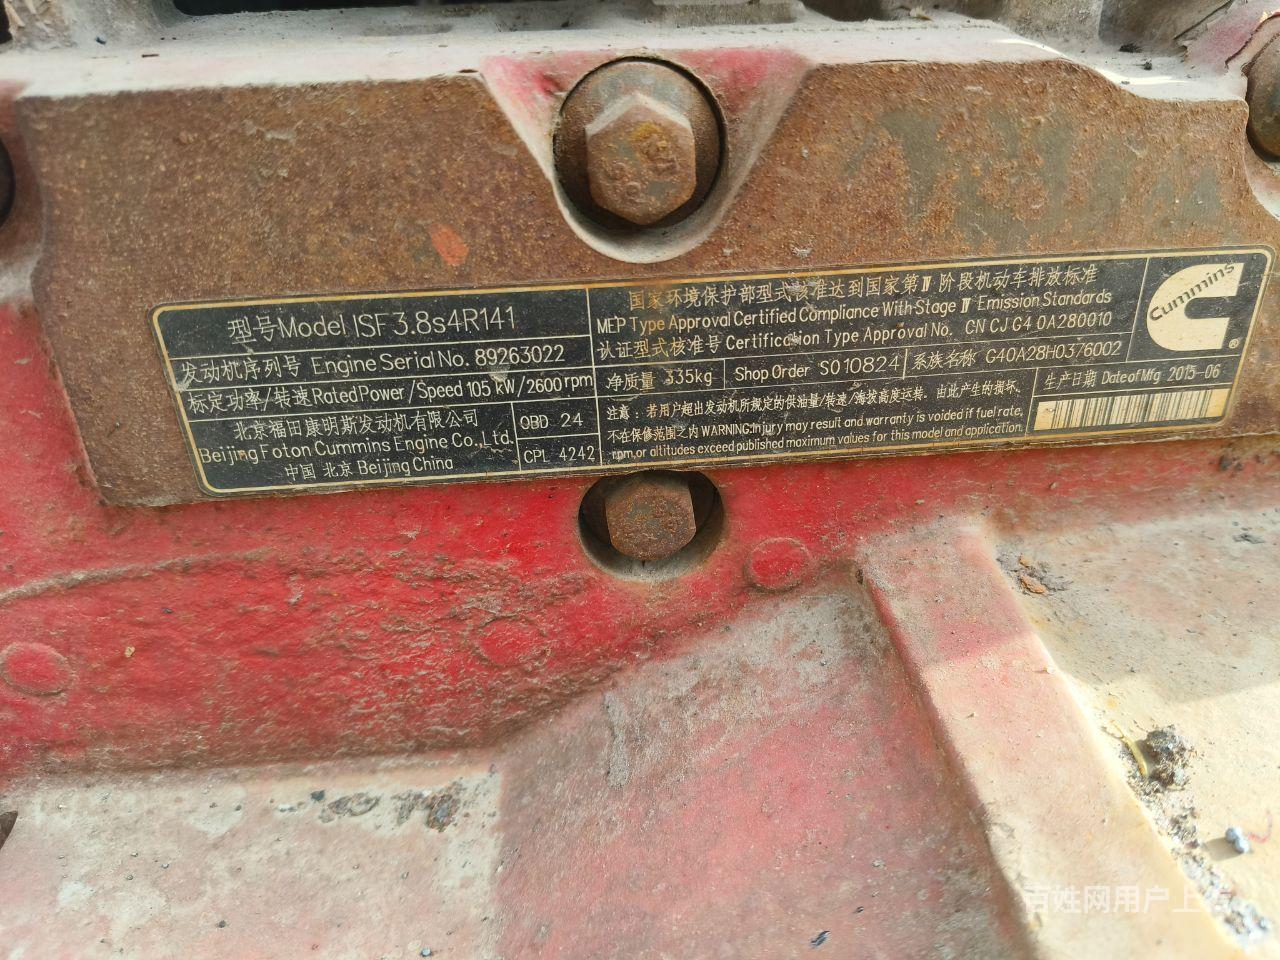 型号Model ISF3.8s4R141
发动机序列号 Engine Serial No. 89263022
标定功率/转速Rated Power/Speed 105 kW/2600 rpm
北京福田康明斯发动机有限公司
Beijing Foton Cummins Engine Co.,Ltd.
中国 北京 Beijing China
OBD 24
CPL 4242
国家环境保护部型式核准达到国家第Ⅳ阶段机动车排放标准
MEP Type Approval Certified Compliance With Stage Ⅳ Emission Standards
认证型式核准号 Certification Type Approval No. CN CJ G4 0A280010
净质量 335kg
Shop Order SO10824
系族名称 G40A28H0376002
注意：若用户超出发动机所规定的供油量/转速/海拔高度运转，由此产生的损坏，
不在保修范围之内 WARNING:Injury may result and warranty is voided if fuel rate,
rpm, or altitudes exceed published maximum values for this model and application.
生产日期 Date of Mfg 2015-06
Cummins
®
百姓网用户上传